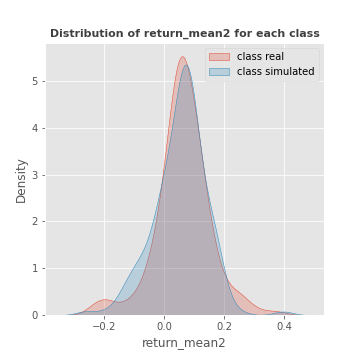 Distribution of return_mean2 for each class
class real
class simulated
Density
5
4
3
2
1
0
−0.2 0.0 0.2 0.4
return_mean2